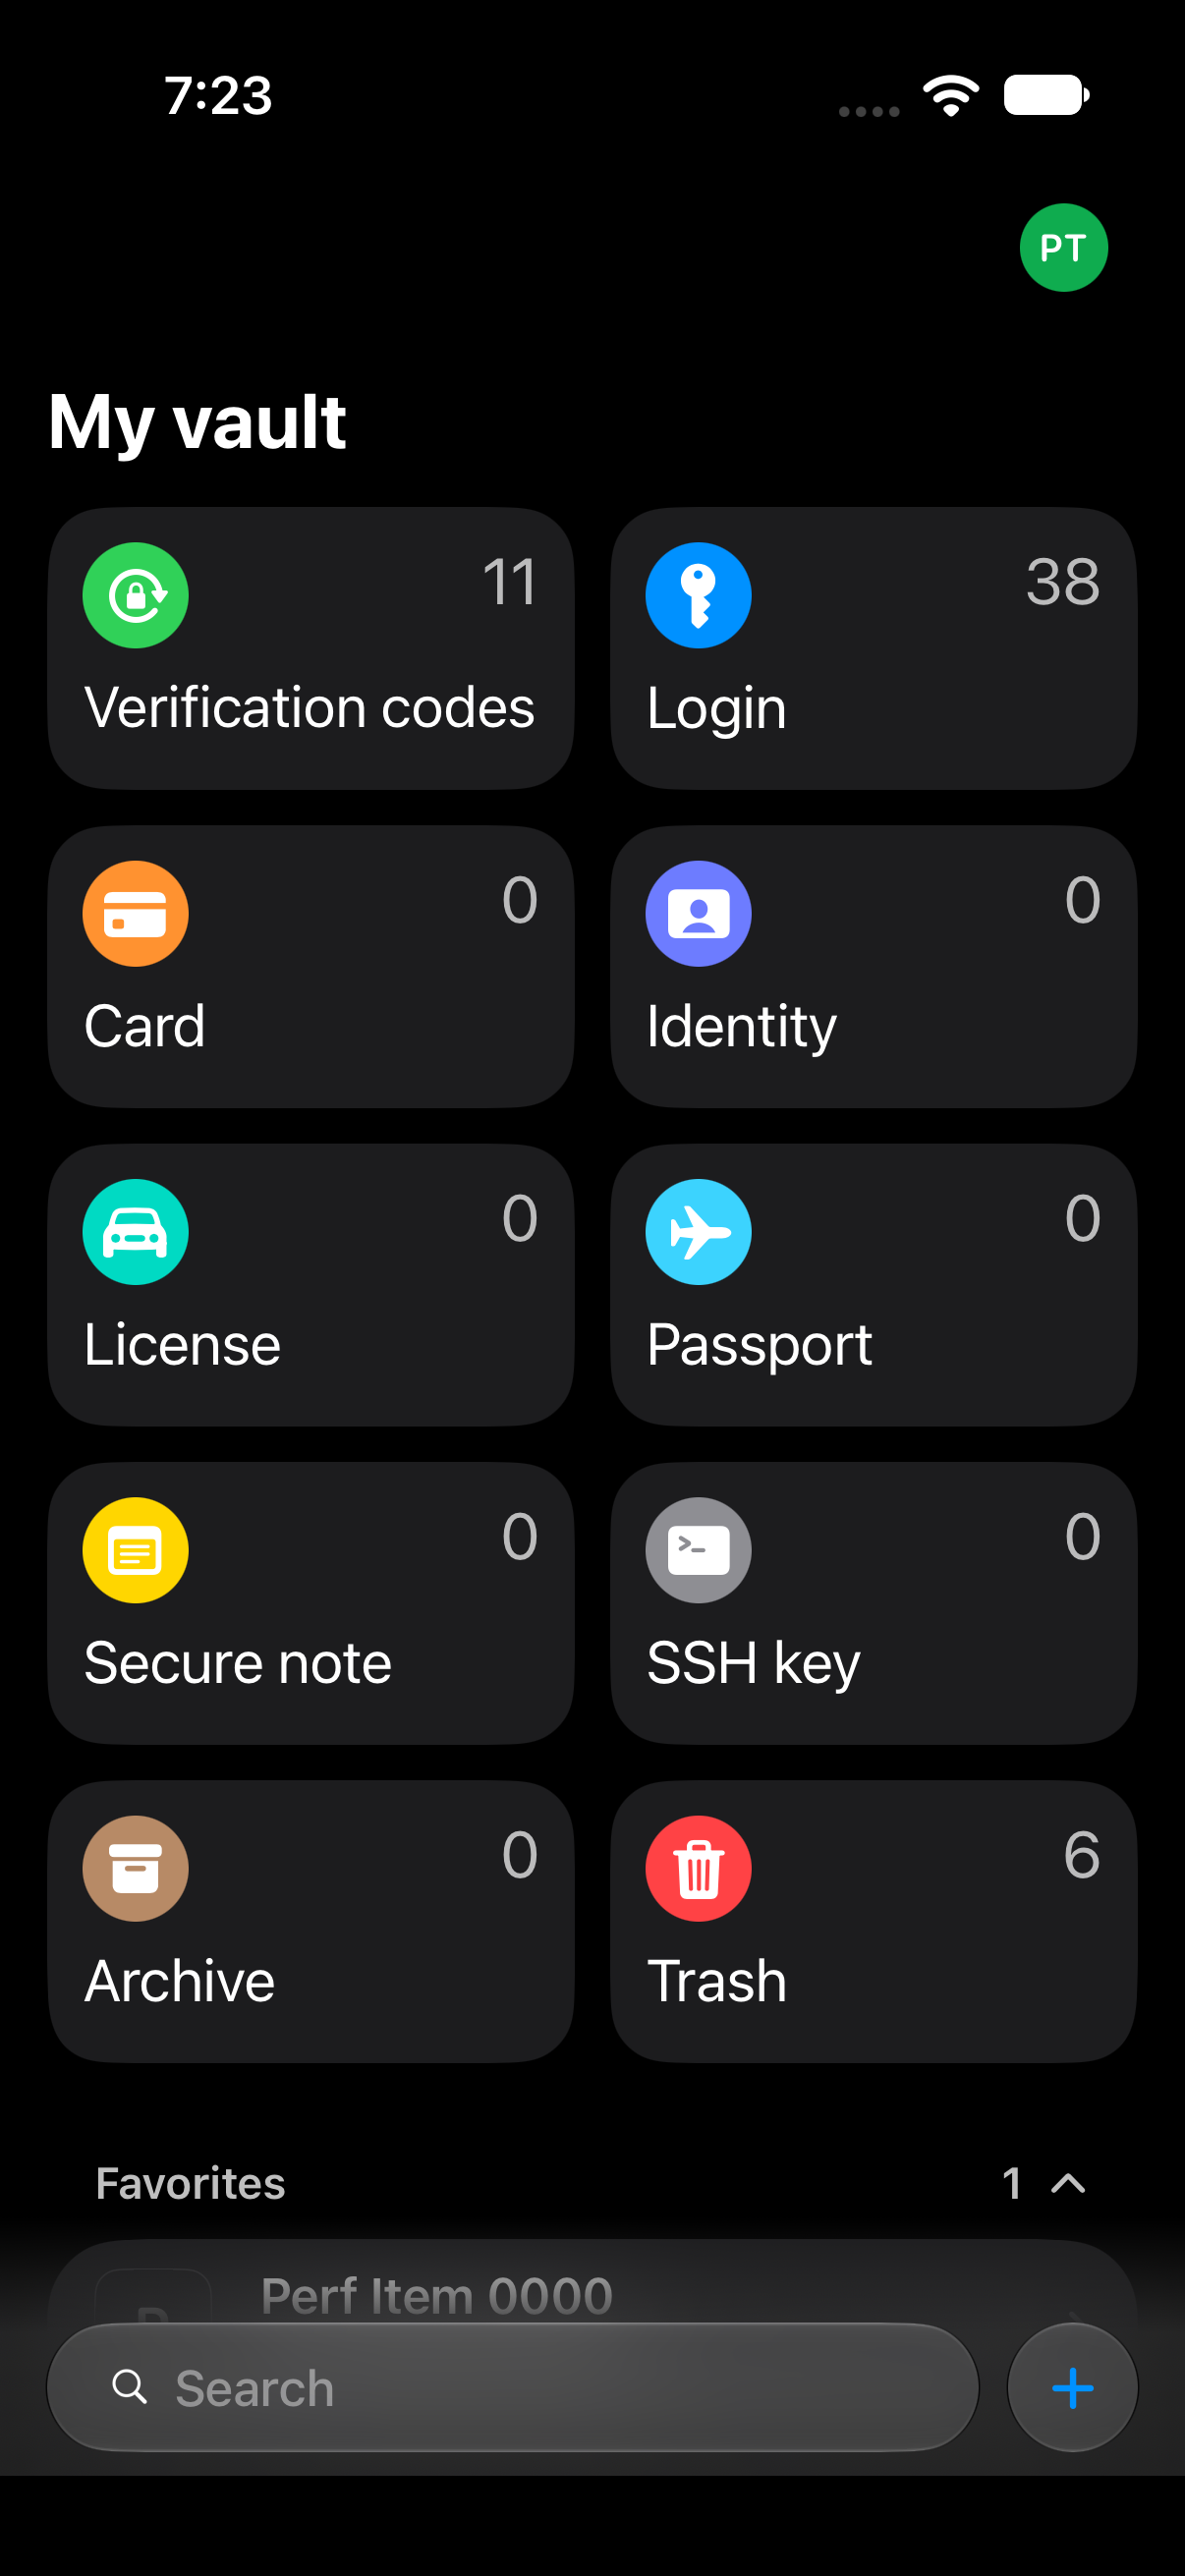 7:23
PT
My vault
11
Verification codes
38
Login
0
Card
0
Identity
0
License
0
Passport
0
Secure note
0
SSH key
0
Archive
6
Trash
Favorites 1
Perf Item 0000
Search